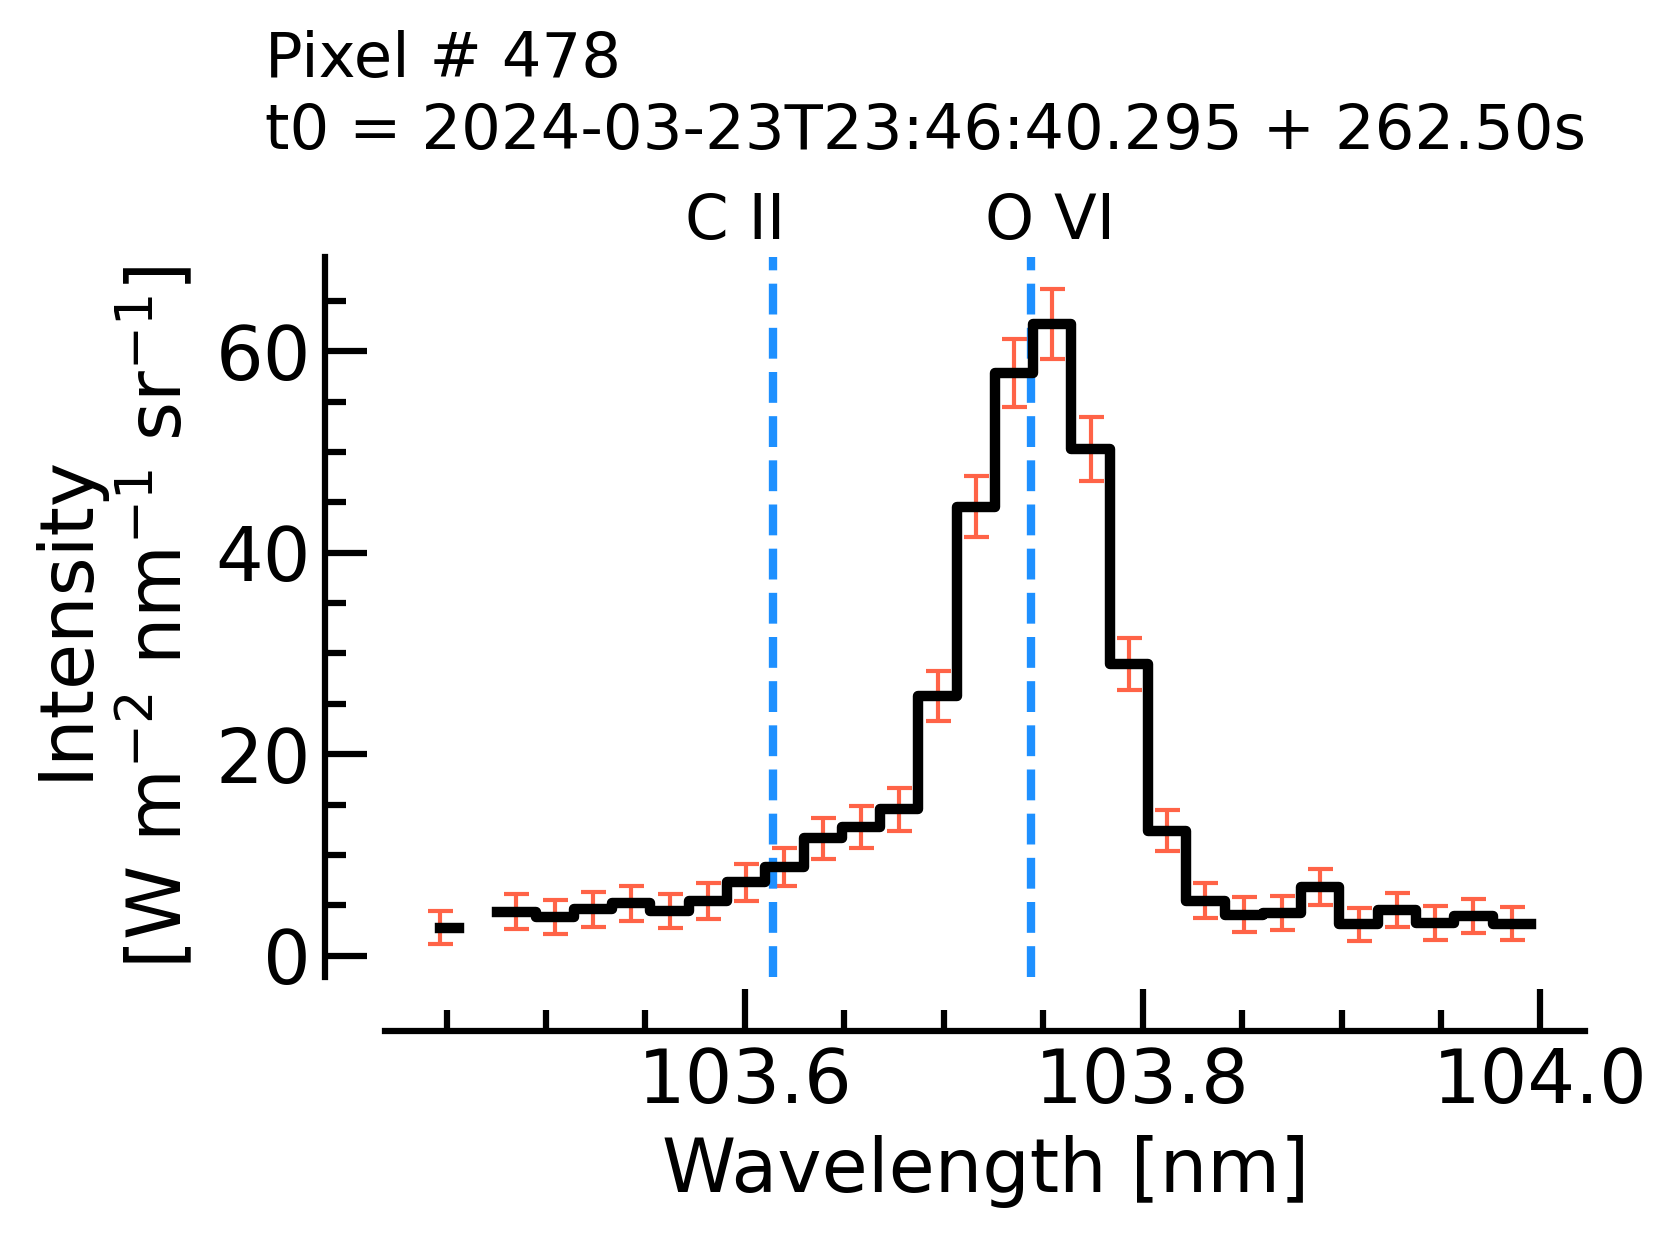 Pixel # 478
t0 = 2024-03-23T23:46:40.295 + 262.50s
C II
O VI
Intensity
[W m⁻² nm⁻¹ sr⁻¹]
60
40
20
0
103.6
103.8
104.0
Wavelength [nm]